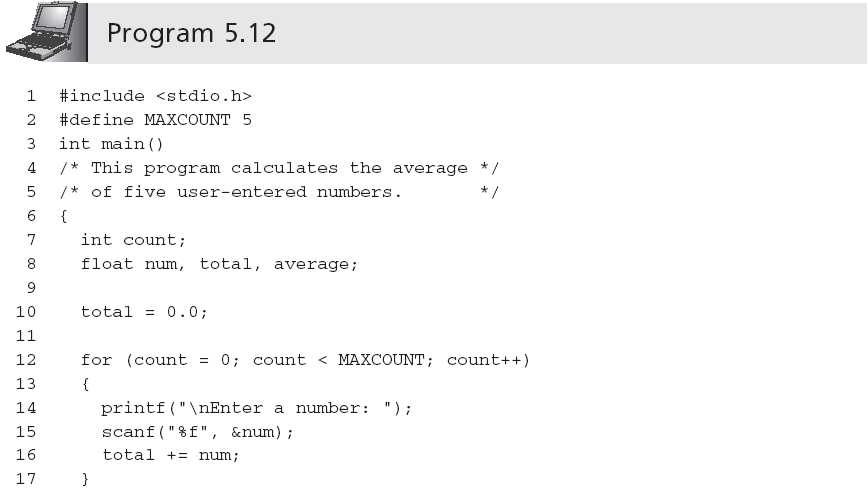 Program 5.12
1 #include <stdio.h>
2 #define MAXCOUNT 5
3 int main()
4 /* This program calculates the average */
5 /* of five user-entered numbers.       */
6 {
7   int count;
8   float num, total, average;
9
10   total = 0.0;
11
12   for (count = 0; count < MAXCOUNT; count++)
13   {
14     printf("\nEnter a number: ");
15     scanf("%f", &num);
16     total += num;
17   }